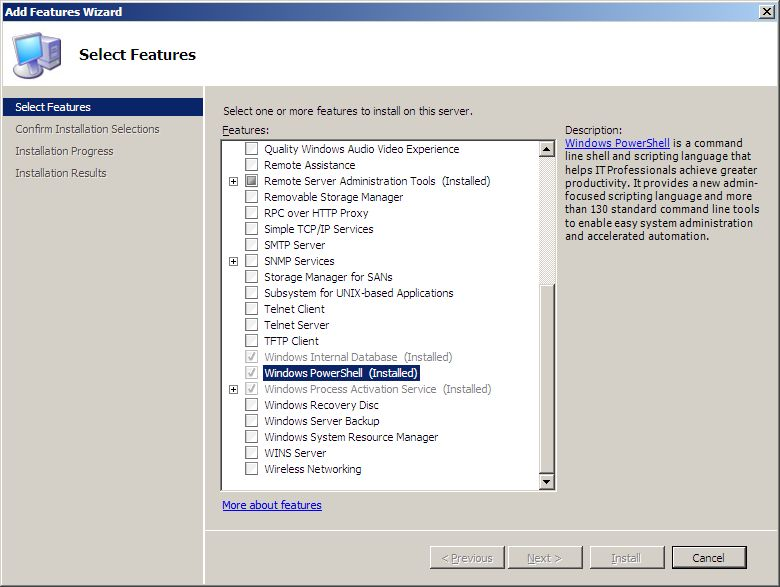 Add Features Wizard
Select Features
Select Features
Confirm Installation Selections
Installation Progress
Installation Results
Select one or more features to install on this server.
Features:
Quality Windows Audio Video Experience
Remote Assistance
Remote Server Administration Tools (Installed)
Removable Storage Manager
RPC over HTTP Proxy
Simple TCP/IP Services
SMTP Server
SNMP Services
Storage Manager for SANs
Subsystem for UNIX-based Applications
Telnet Client
Telnet Server
TFTP Client
Windows Internal Database (Installed)
Windows PowerShell (Installed)
Windows Process Activation Service (Installed)
Windows Recovery Disc
Windows Server Backup
Windows System Resource Manager
WINS Server
Wireless Networking
More about features
Description:
Windows PowerShell is a command
line shell and scripting language that
helps IT Professionals achieve greater
productivity. It provides a new admin-
focused scripting language and more
than 130 standard command line tools
to enable easy system administration
and accelerated automation.
< Previous
Next >
Install
Cancel